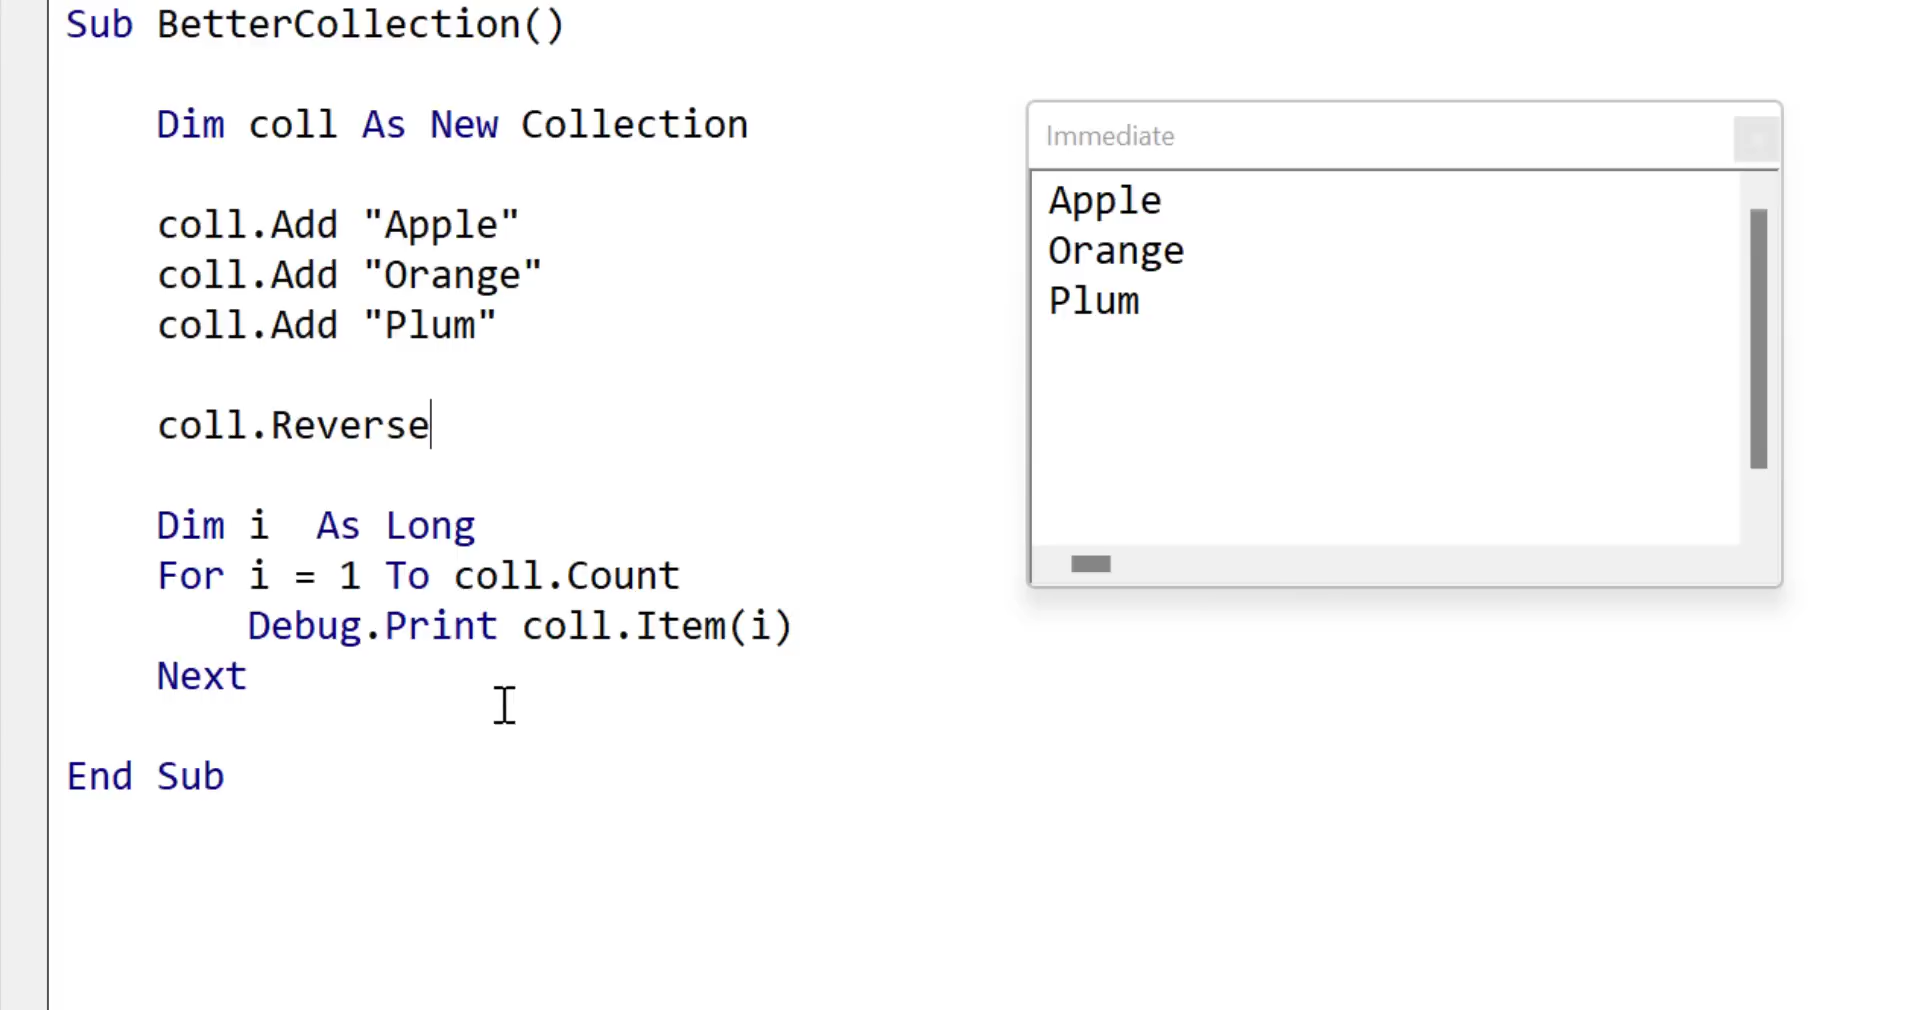 Sub BetterCollection()
Dim coll As New Collection
coll.Add "Apple"
coll.Add "Orange"
coll.Add "Plum"
coll.Reverse
Dim i  As Long
For i = 1 To coll.Count
Debug.Print coll.Item(i)
Next
End Sub
Immediate
Apple
Orange
Plum